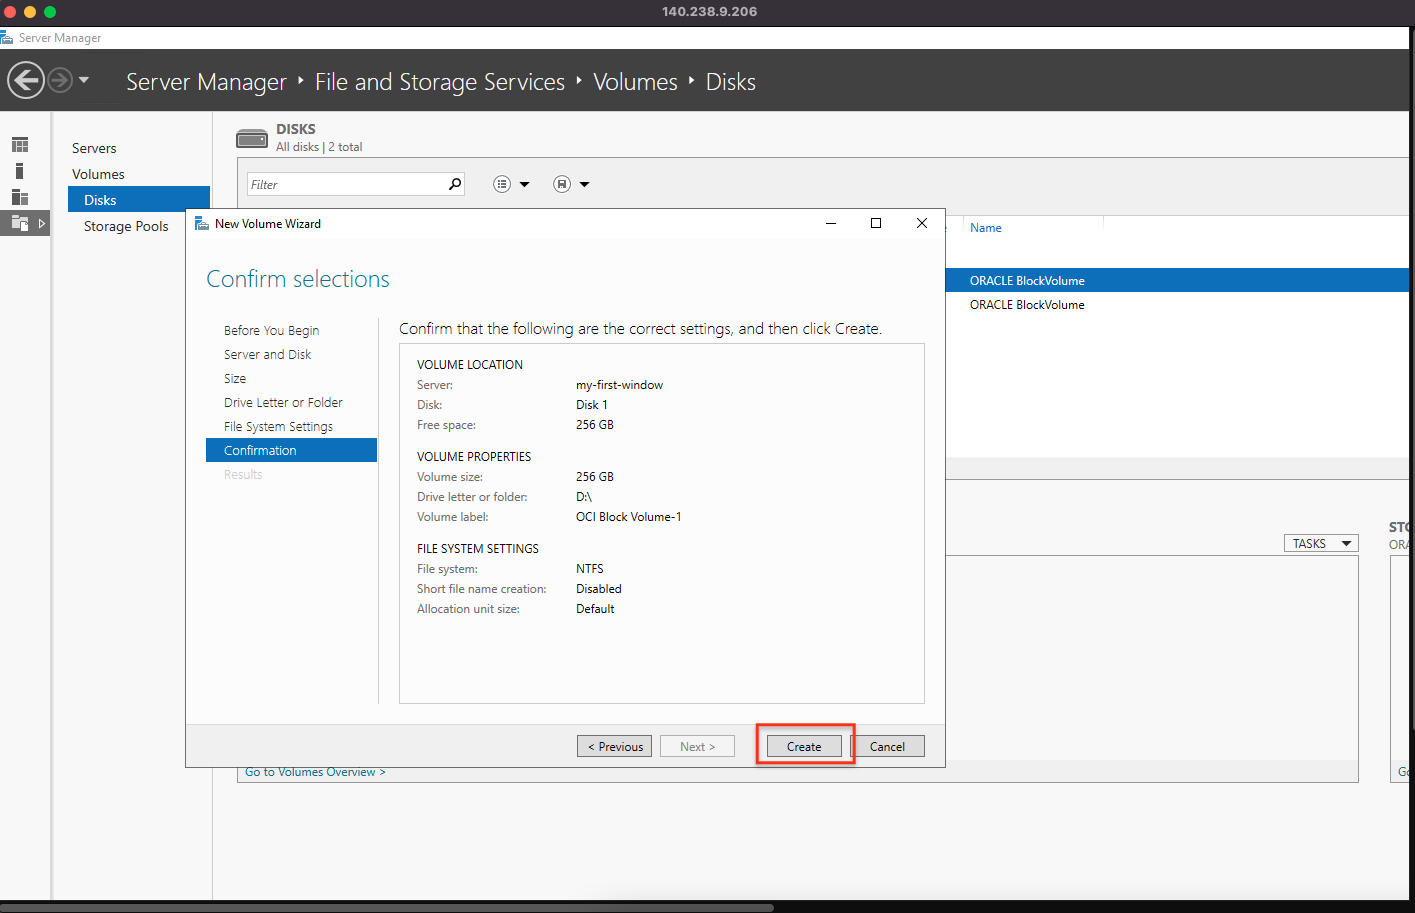 140.238.9.206
Server Manager
Server Manager ‣ File and Storage Services ‣ Volumes ‣ Disks
Servers
Volumes
Disks
Storage Pools
DISKS
All disks | 2 total
Filter
Name
ORACLE BlockVolume
ORACLE BlockVolume
New Volume Wizard
Confirm selections
Before You Begin
Server and Disk
Size
Drive Letter or Folder
File System Settings
Confirmation
Results
Confirm that the following are the correct settings, and then click Create.
VOLUME LOCATION
Server: my-first-window
Disk: Disk 1
Free space: 256 GB
VOLUME PROPERTIES
Volume size: 256 GB
Drive letter or folder: D:\
Volume label: OCI Block Volume-1
FILE SYSTEM SETTINGS
File system: NTFS
Short file name creation: Disabled
Allocation unit size: Default
< Previous
Next >
Create
Cancel
TASKS
Go to Volumes Overview >